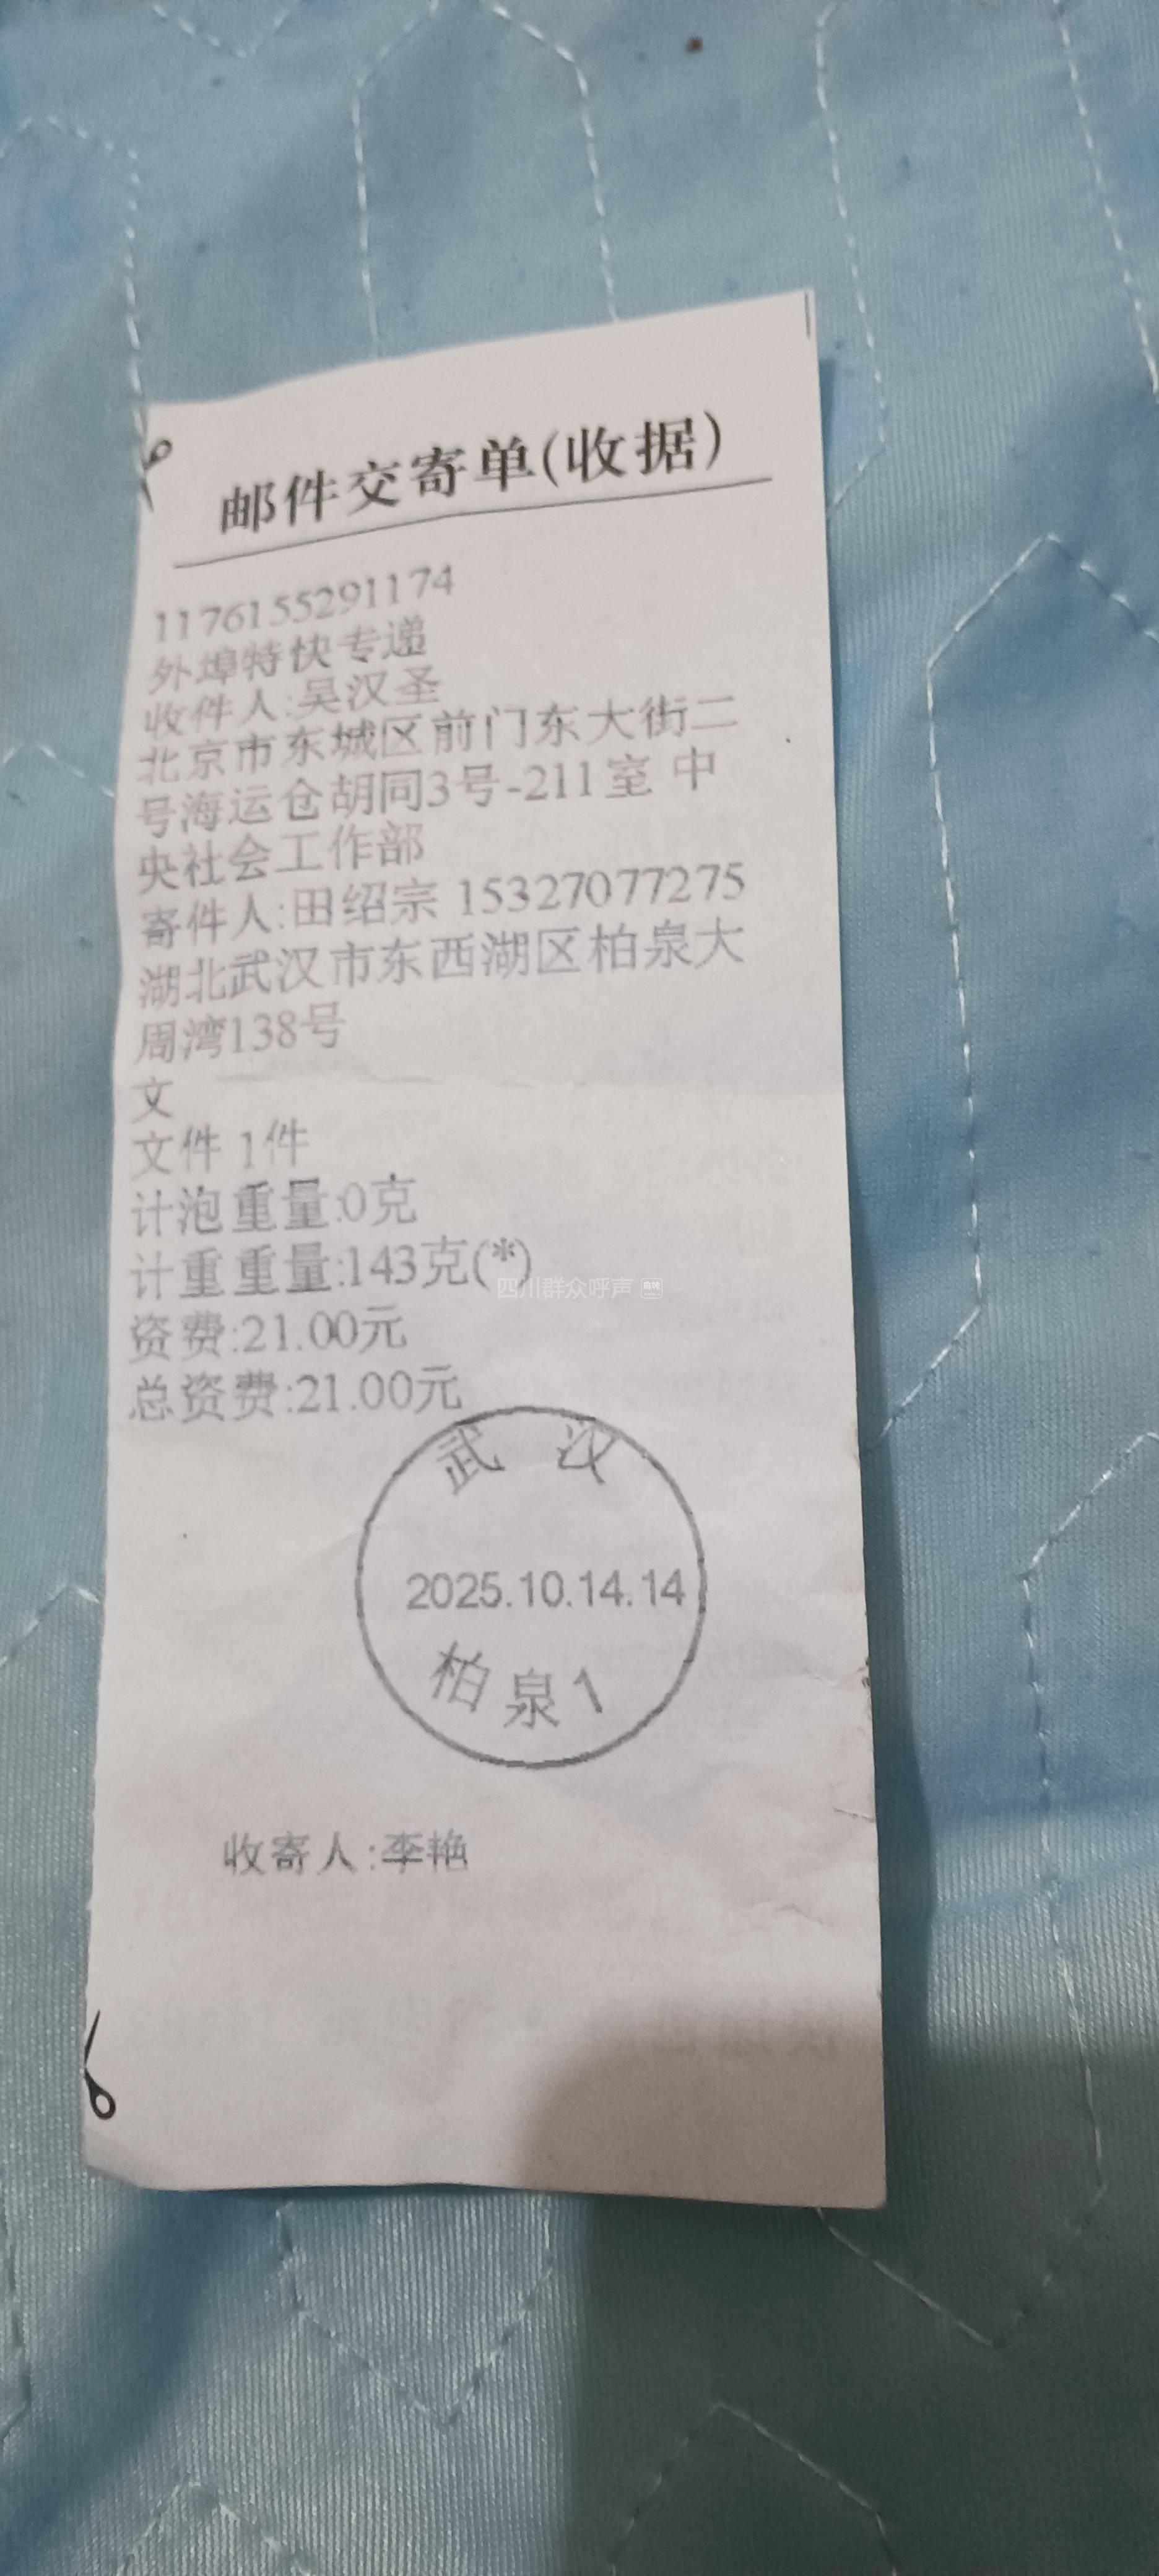 邮件交寄单(收据)
1176155291174
外埠特快专递
收件人:吴汉圣
北京市东城区前门东大街二
号海运仓胡同3号-211室 中
央社会工作部
寄件人:田绍宗 15327077275
湖北武汉市东西湖区柏泉大
周湾138号
文
文件 1件
计泡重量:0克
计重重量:143克(*)
四川群众呼声
资费:21.00元
总资费:21.00元
武 汉
2025.10.14.14
柏泉1
收寄人:李艳